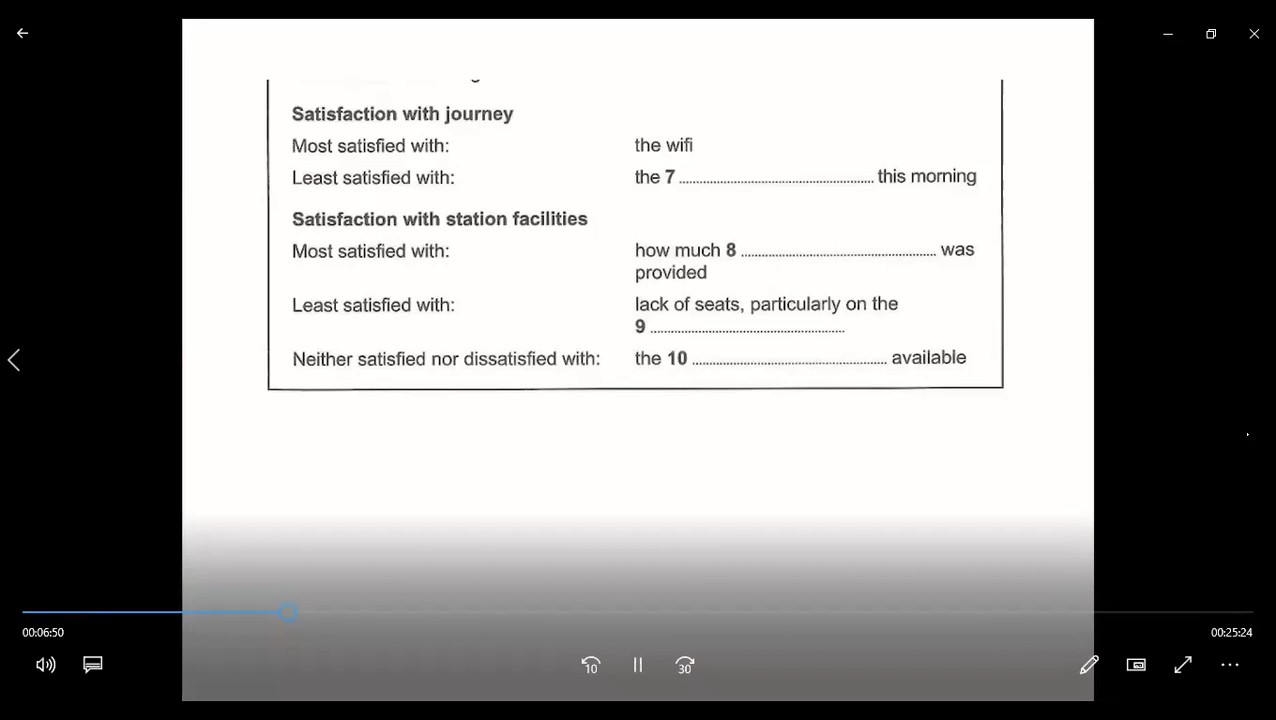 Satisfaction with journey
Most satisfied with: the wifi
Least satisfied with: the 7 ................................................ this morning
Satisfaction with station facilities
Most satisfied with: how much 8 ................................................ was
provided
Least satisfied with: lack of seats, particularly on the
9 ................................................
Neither satisfied nor dissatisfied with: the 10 ................................................ available
00:06:50
00:25:24
10
30